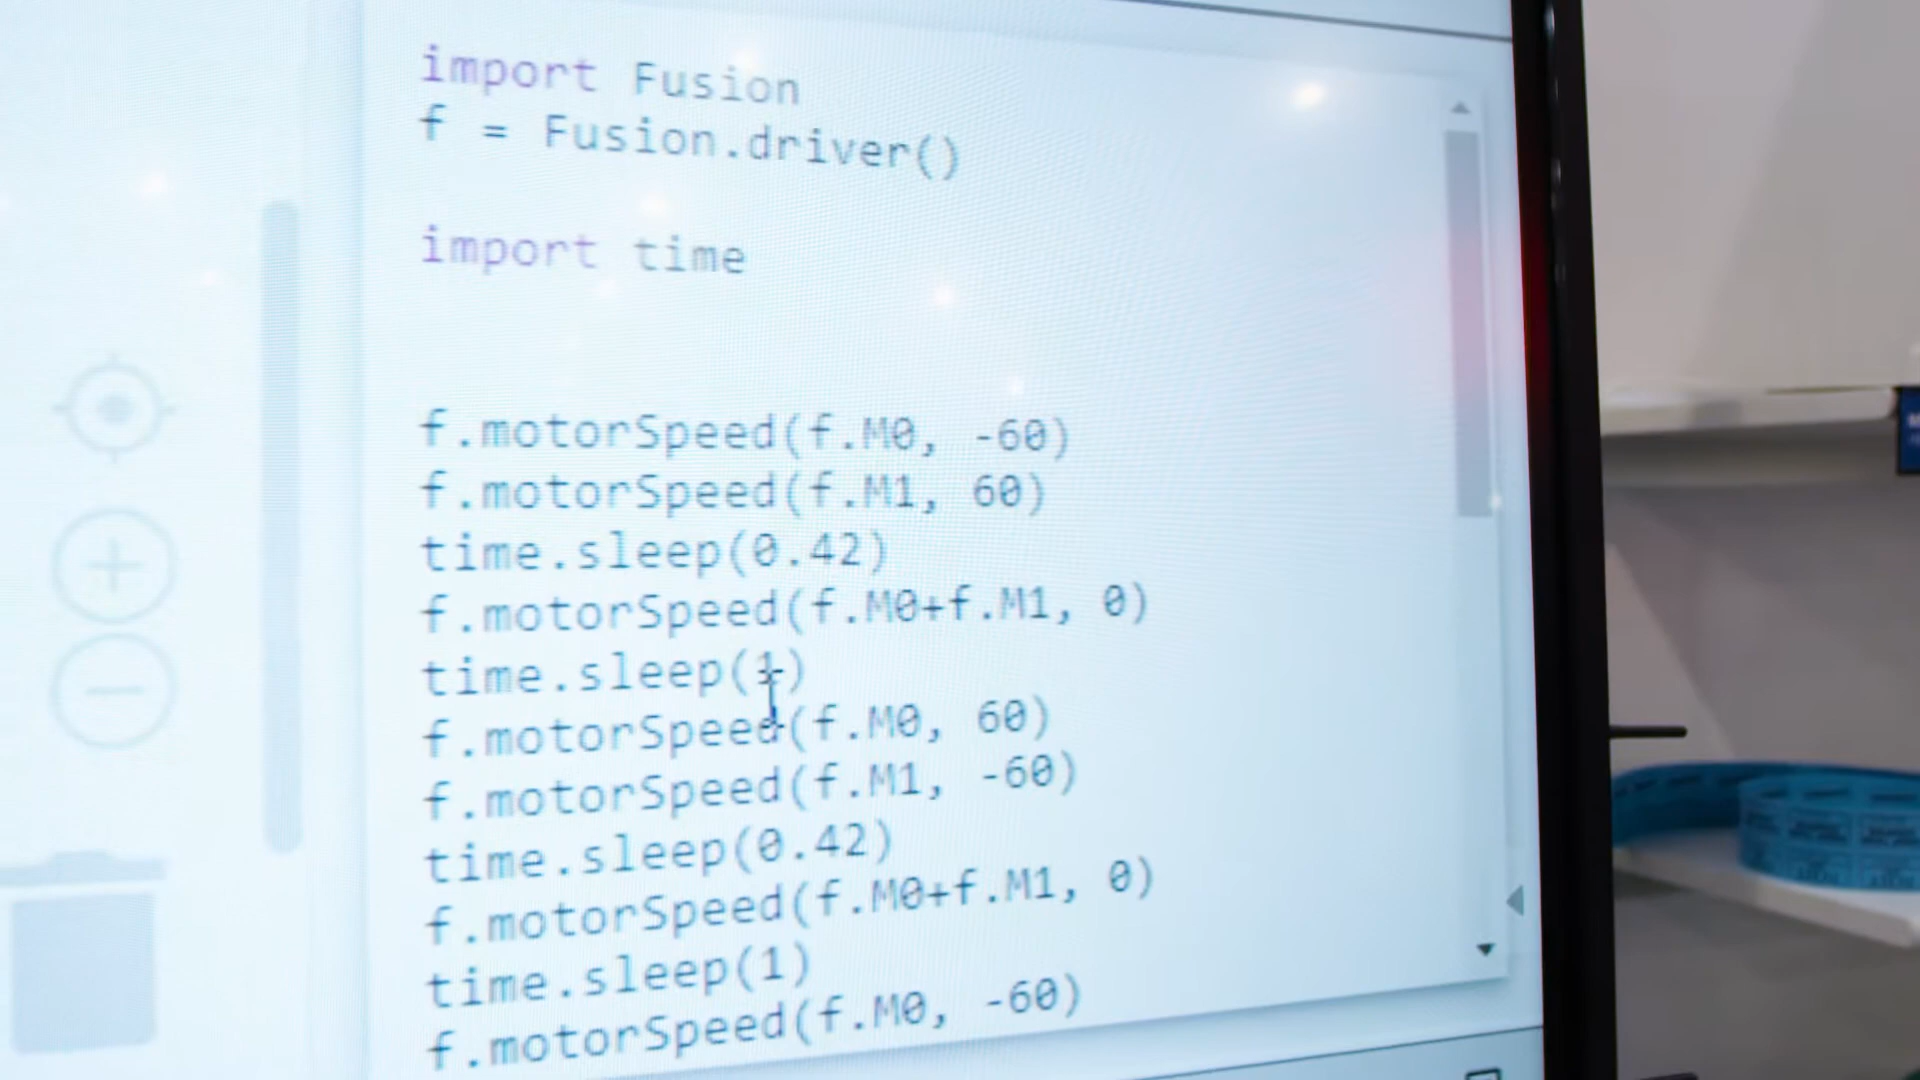 import Fusion
f = Fusion.driver()
import time
f.motorSpeed(f.M0, -60)
f.motorSpeed(f.M1, 60)
time.sleep(0.42)
f.motorSpeed(f.M0+f.M1, 0)
time.sleep(1)
f.motorSpeed(f.M0, 60)
f.motorSpeed(f.M1, -60)
time.sleep(0.42)
f.motorSpeed(f.M0+f.M1, 0)
time.sleep(1)
f.motorSpeed(f.M0, -60)